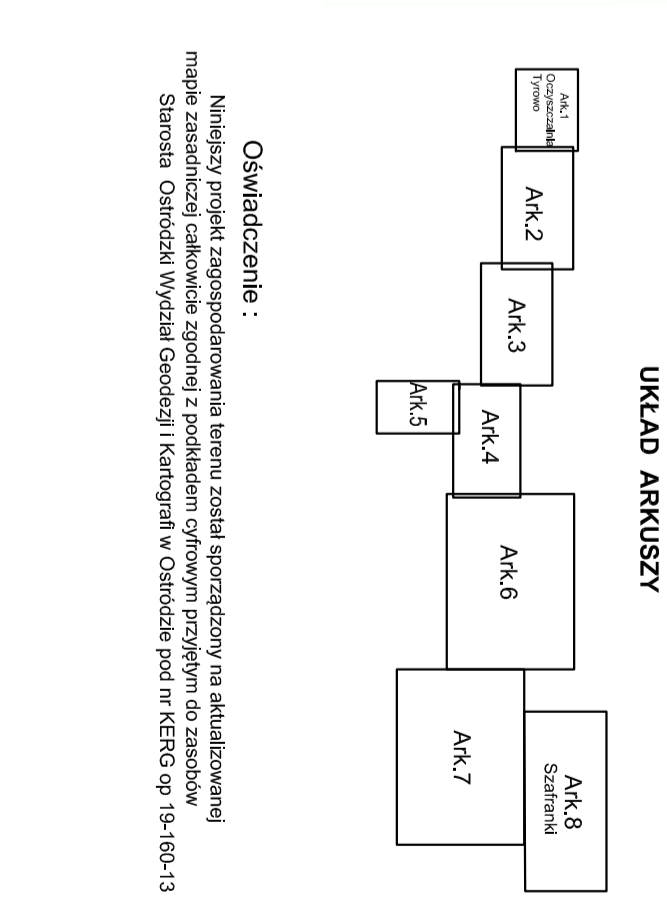 UKŁAD ARKUSZY
Ark.1
Oczyszczalnia
Tyrowo
Ark.2
Ark.3
Ark.4
Ark.5
Ark.6
Ark.7
Ark.8
Szafranki
Oświadczenie :
Niniejszy projekt zagospodarowania terenu został sporządzony na aktualizowanej
mapie zasadniczej całkowicie zgodnej z podkładem cyfrowym przyjętym do zasobów
Starosta Ostródzki Wydział Geodezji i Kartografi w Ostródzie pod nr KERG op 19-160-13